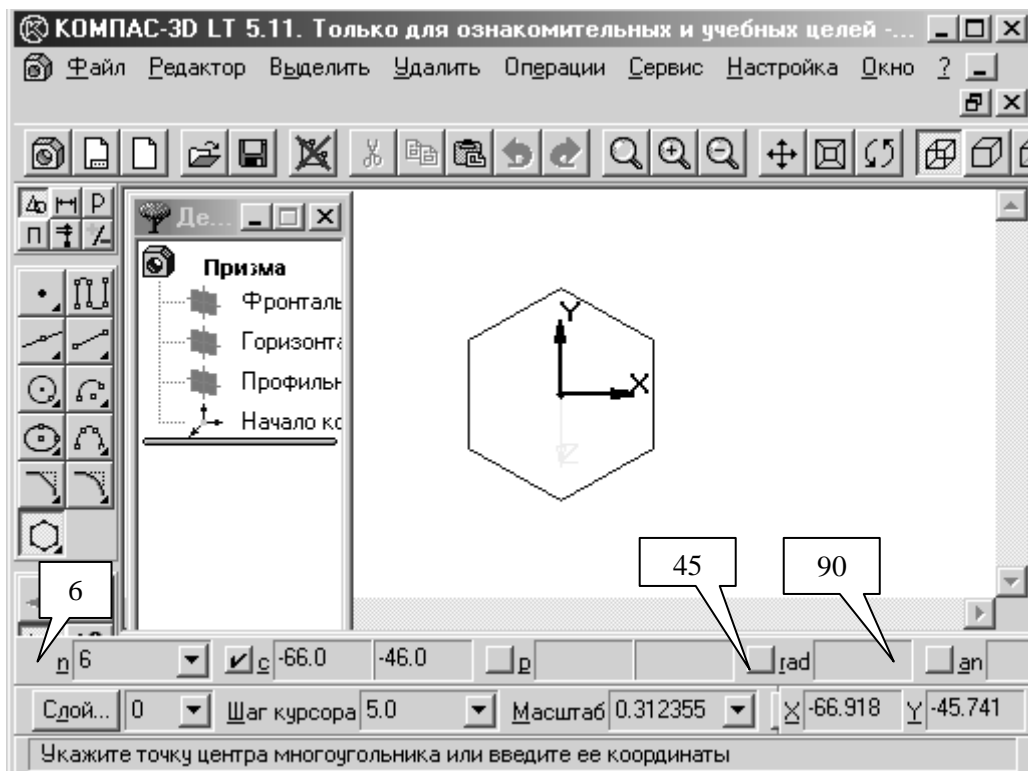 КОМПАС-3D LT 5.11. Только для ознакомительных и учебных целей -...
Файл Редактор Выделить Удалить Операции Сервис Настройка Окно ?
Де...
Р
П
Призма
Фронталь
Горизонта
Профильн
Начало ко
Y
X
Z
6
45
90
n 6 c -66.0 -46.0 p rad an
Слой... 0 Шаг курсора 5.0 Масштаб 0.312355 X -66.918 Y -45.741
Укажите точку центра многоугольника или введите ее координаты